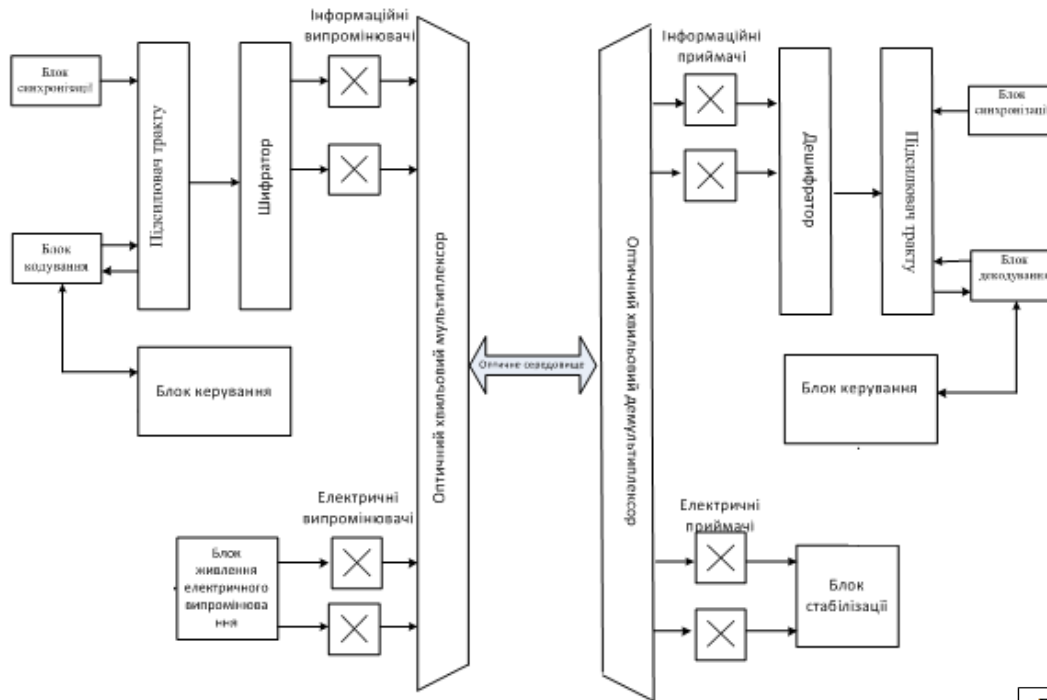 Інформаційні
випромінювачі
Блок
синхронізації
Підсилювач тракту
Шифратор
Блок
кодування
Блок керування
Оптичний хвильовий мультиплексор
Електричні
випромінювачі
Блок
живлення
електричного
випромінюва
ння
Оптичне середовище
Оптичний хвильовий демультиплексор
Інформаційні
приймачі
Дешифратор
Підсилювач тракту
Блок
синхронізації
Блок
декодування
Блок керування
Електричні
приймачі
Блок
стабілізації